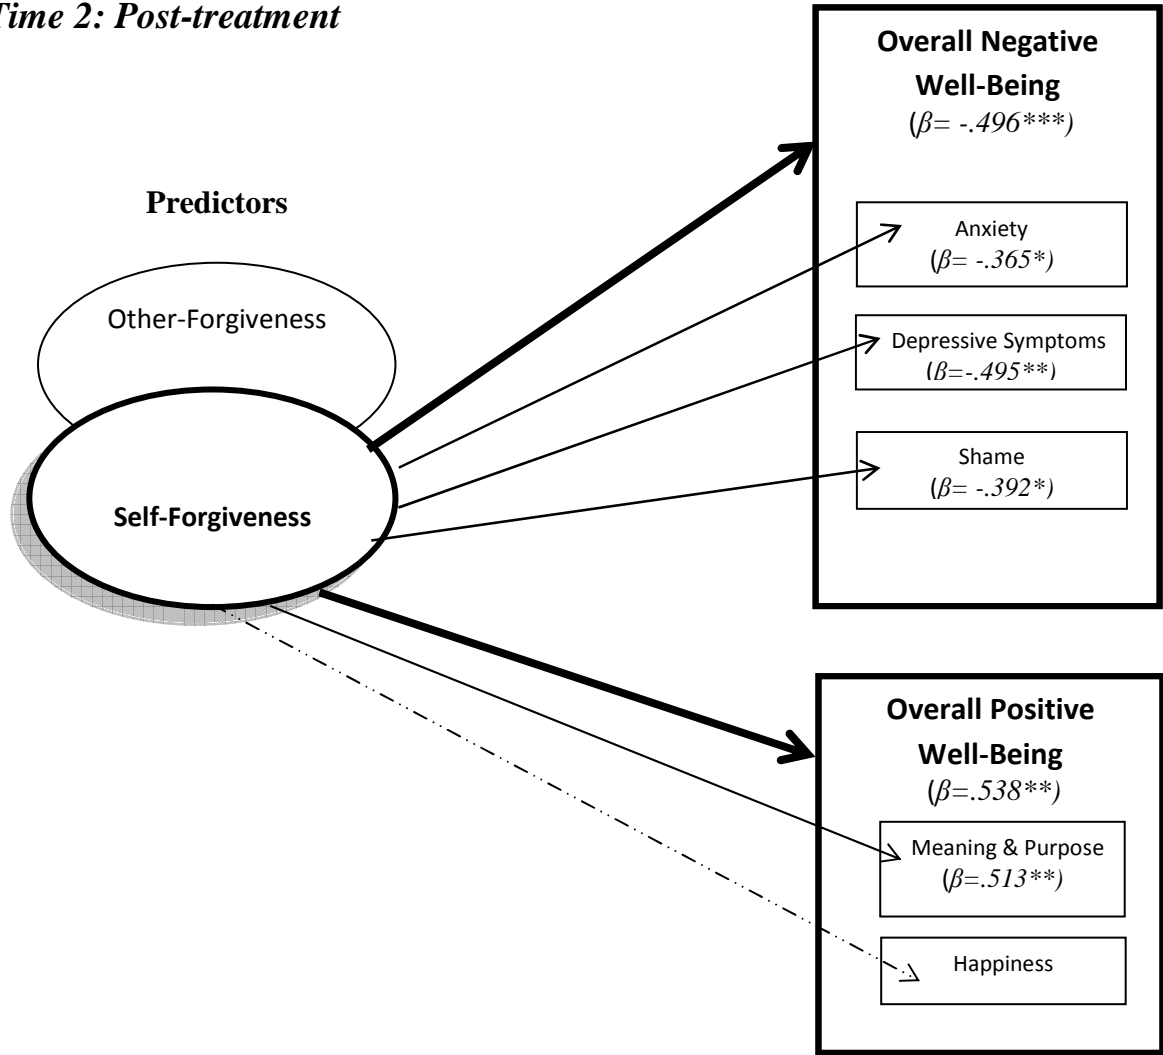 Time 2: Post-treatment
Predictors
Other-Forgiveness
Self-Forgiveness
Overall Negative
Well-Being
(β= -.496***)
Anxiety
(β= -.365*)
Depressive Symptoms
(β=-.495**)
Shame
(β= -.392*)
Overall Positive
Well-Being
(β=.538**)
Meaning & Purpose
(β=.513**)
Happiness